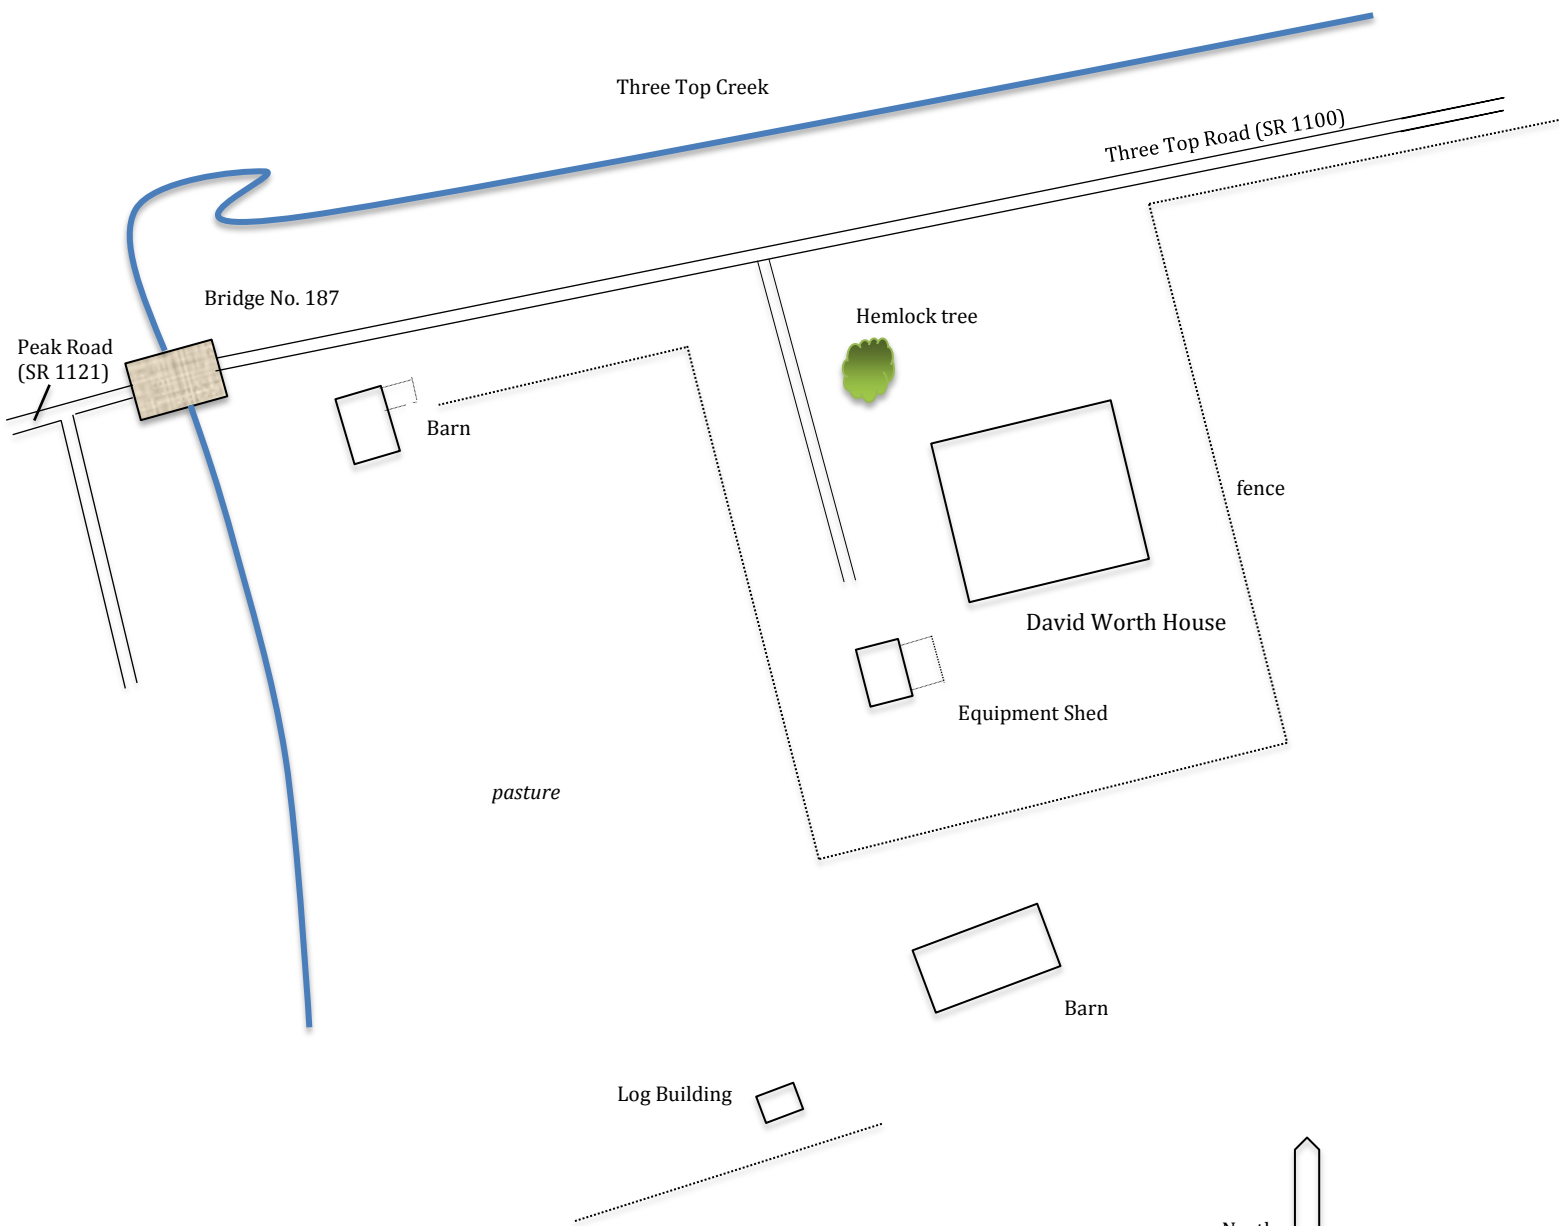 Three Top Creek
Three Top Road (SR 1100)
Bridge No. 187
Hemlock tree
Peak Road
(SR 1121)
Barn
fence
David Worth House
Equipment Shed
pasture
Barn
Log Building
North